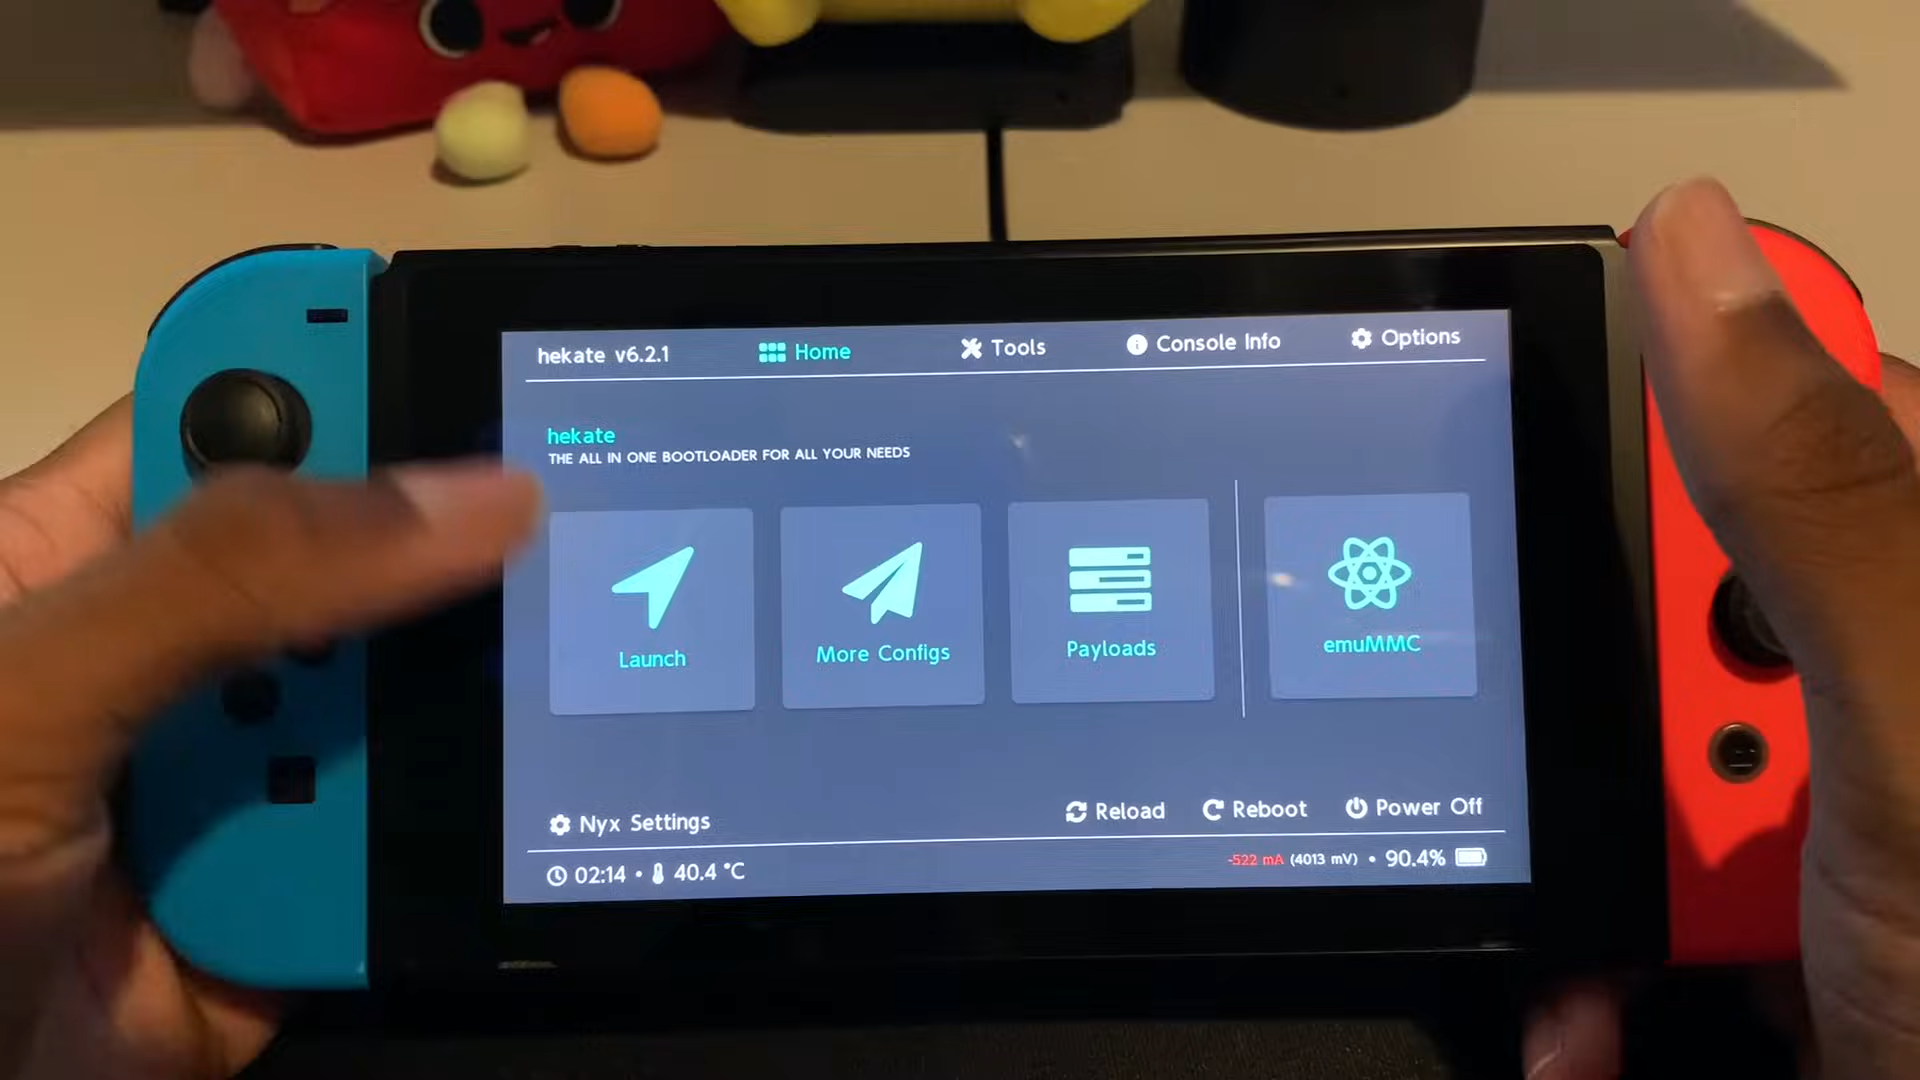 hekate v6.2.1
Home
Tools
Console Info
Options
hekate
THE ALL IN ONE BOOTLOADER FOR ALL YOUR NEEDS
Launch
More Configs
Payloads
emuMMC
Nyx Settings
Reload
Reboot
Power Off
02:14 • 40.4 °C
-522 mA (4013 mV) • 90.4%